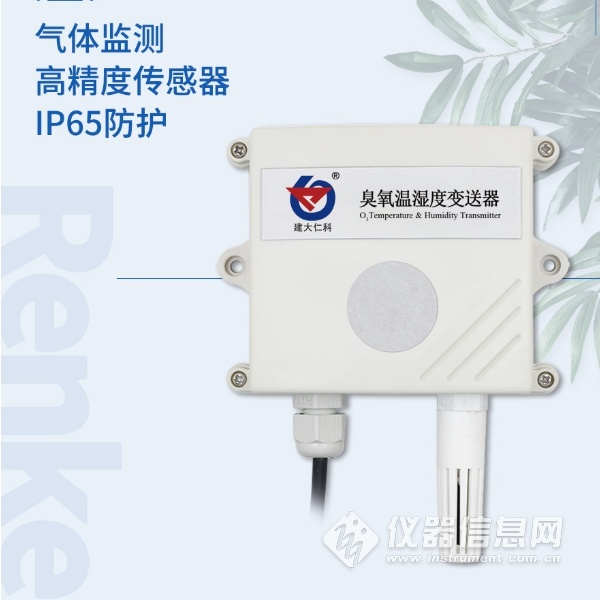 气体监测
高精度传感器
IP65防护
®
建大仁科
臭氧温湿度变送器
O₃Temperature & Humidity Transmitter
Renke
仪器信息网
www.instrument.com.cn